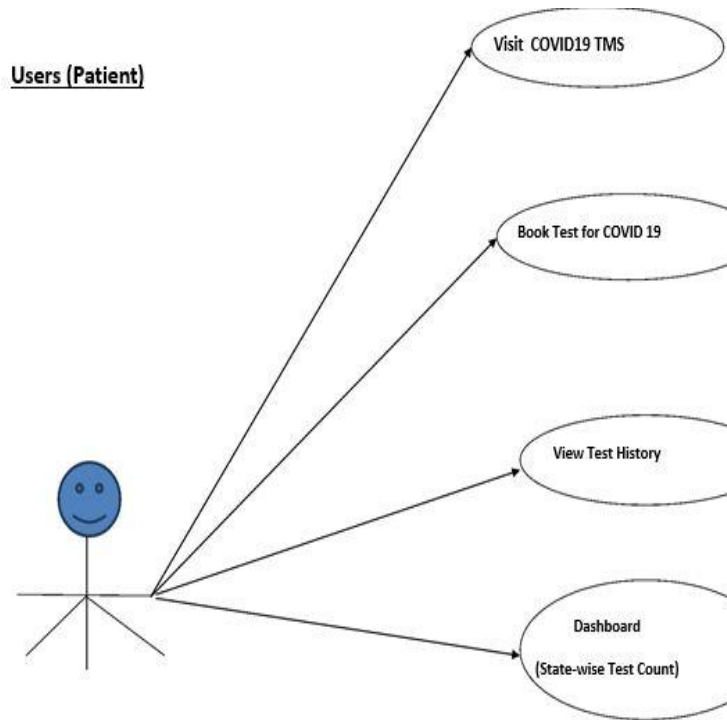 Visit COVID19 TMS
Users (Patient)
Book Test for COVID 19
View Test History
Dashboard
(State-wise Test Count)